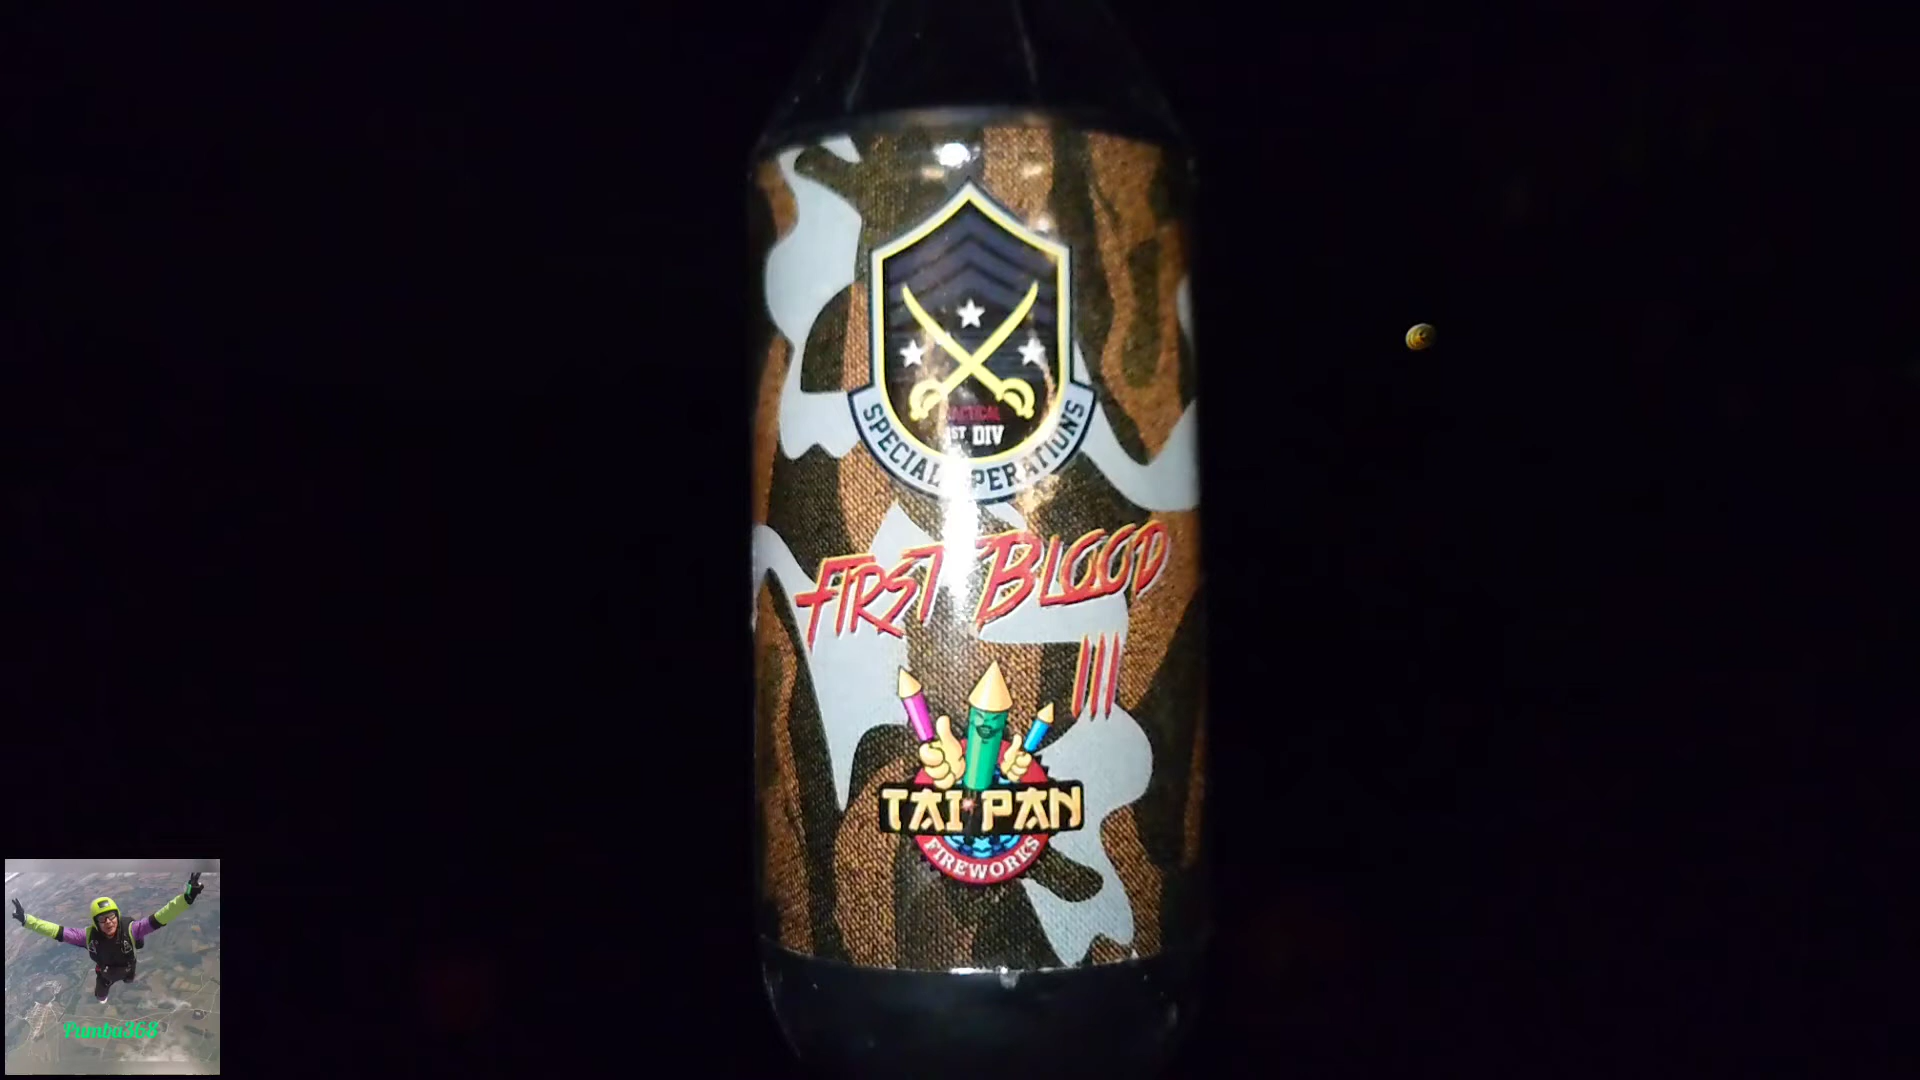 TACTICAL
1ST DIV
SPECIAL OPERATIONS
FIRST BLOOD
III
TAI PAN
FIREWORKS
Pumba368